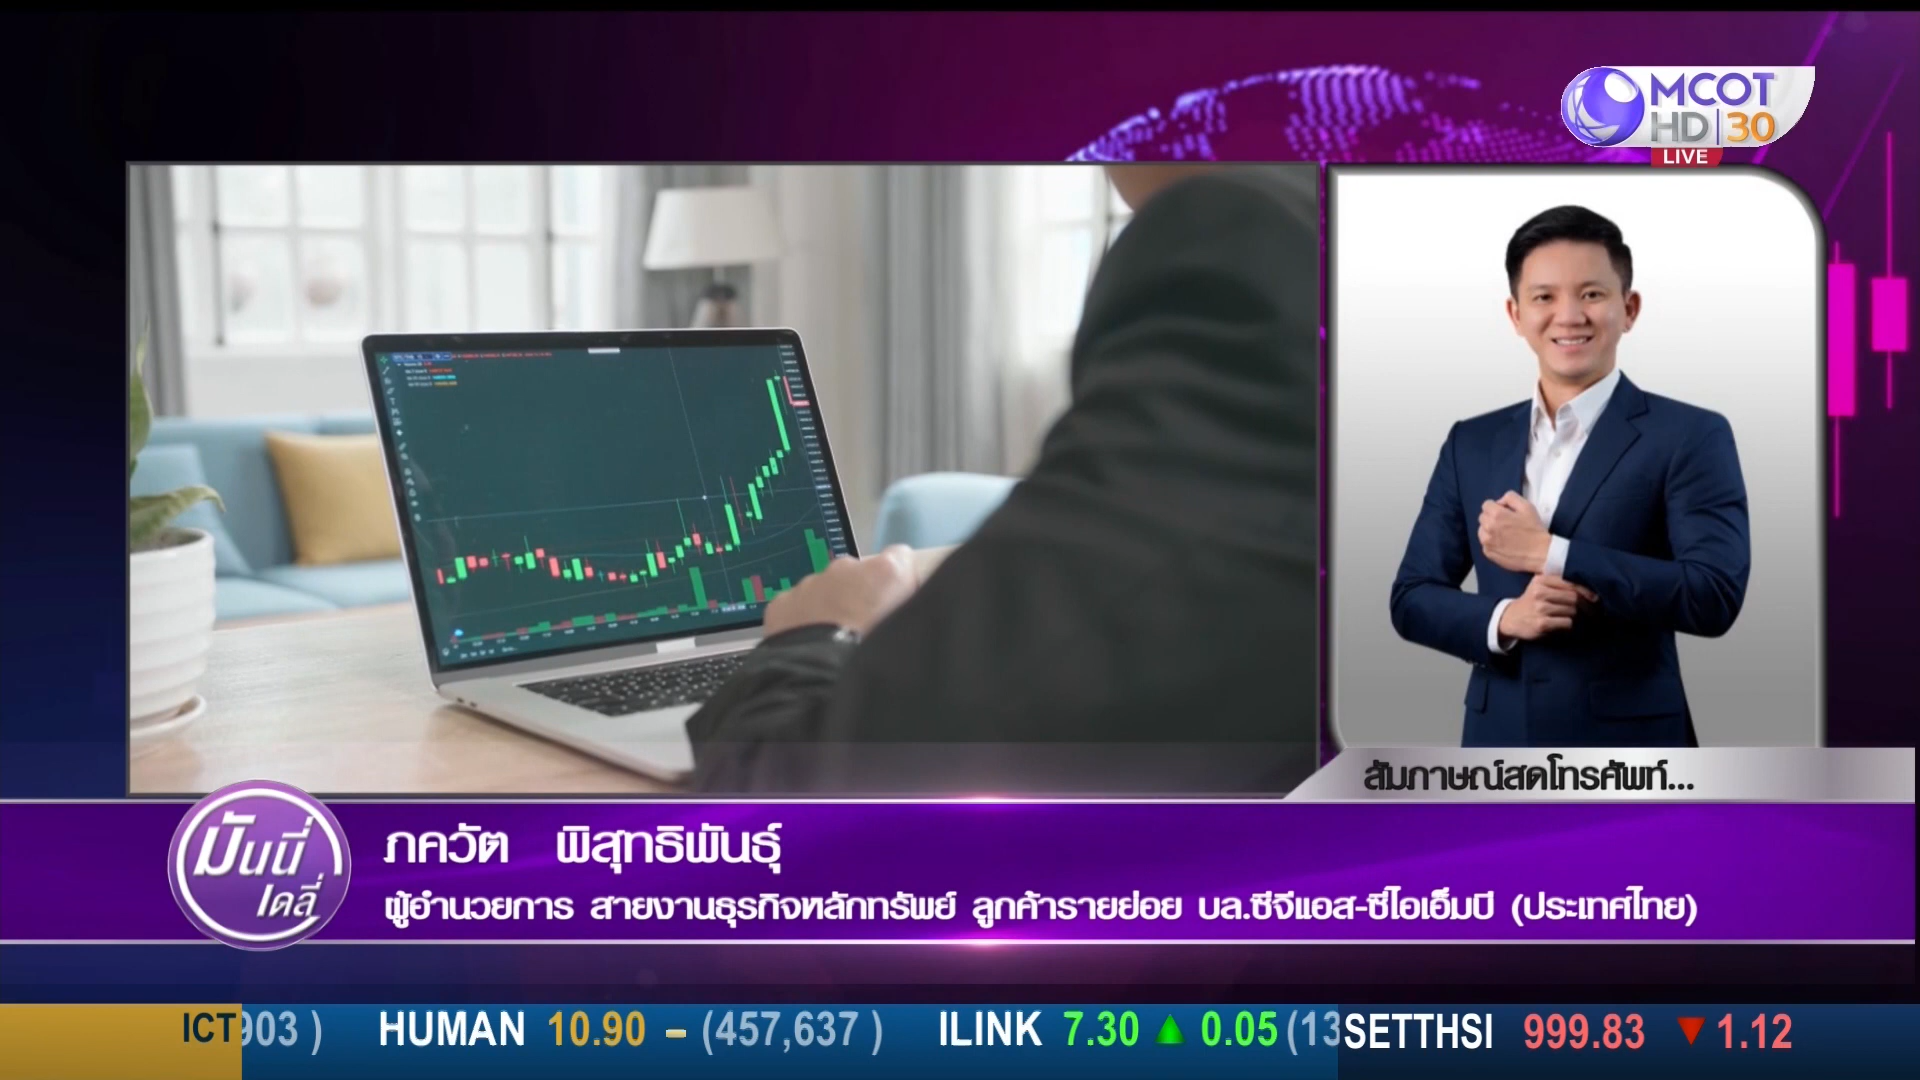 MCOT
HD 30
LIVE
สัมภาษณ์สดโทรศัพท์...
มันนี่
เดลี่
ภควัต พิสุทธิพันธุ์
ผู้อำนวยการ สายงานธุรกิจหลักทรัพย์ ลูกค้ารายย่อย บล.ซีจีแอส-ซีไอเอ็มบี (ประเทศไทย)
ICT 903 ) HUMAN 10.90 – (457,637 ) ILINK 7.30 ▲ 0.05 (13 SETTHSI 999.83 ▼ 1.12